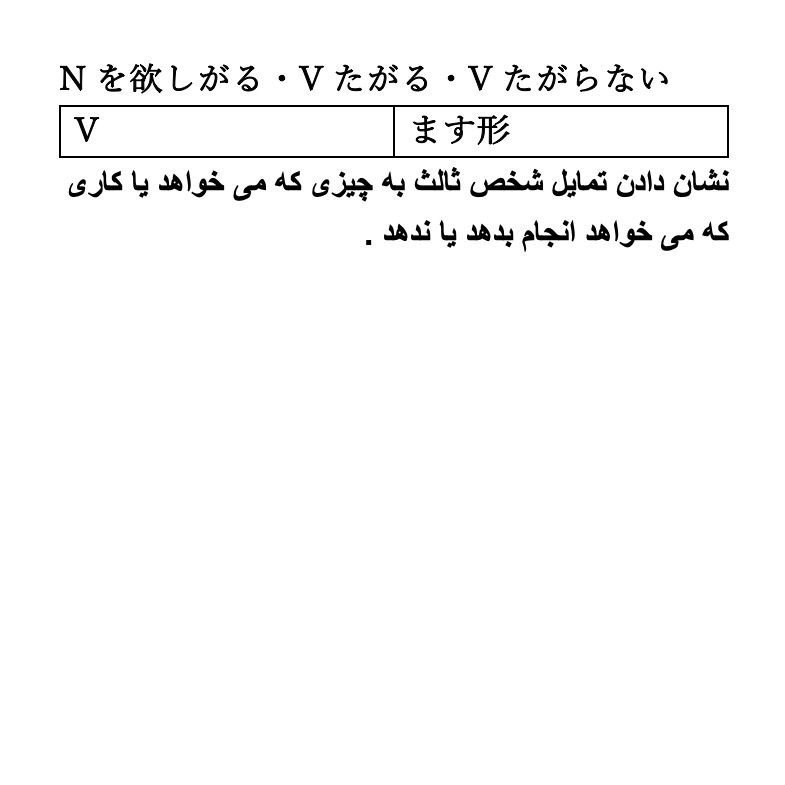 N を欲しがる・V たがる・V たがらない
V ます形
نشان دادن تمایل شخص ثالث به چیزی که می خواهد یا کاری
که می خواهد انجام بدهد یا ندهد .